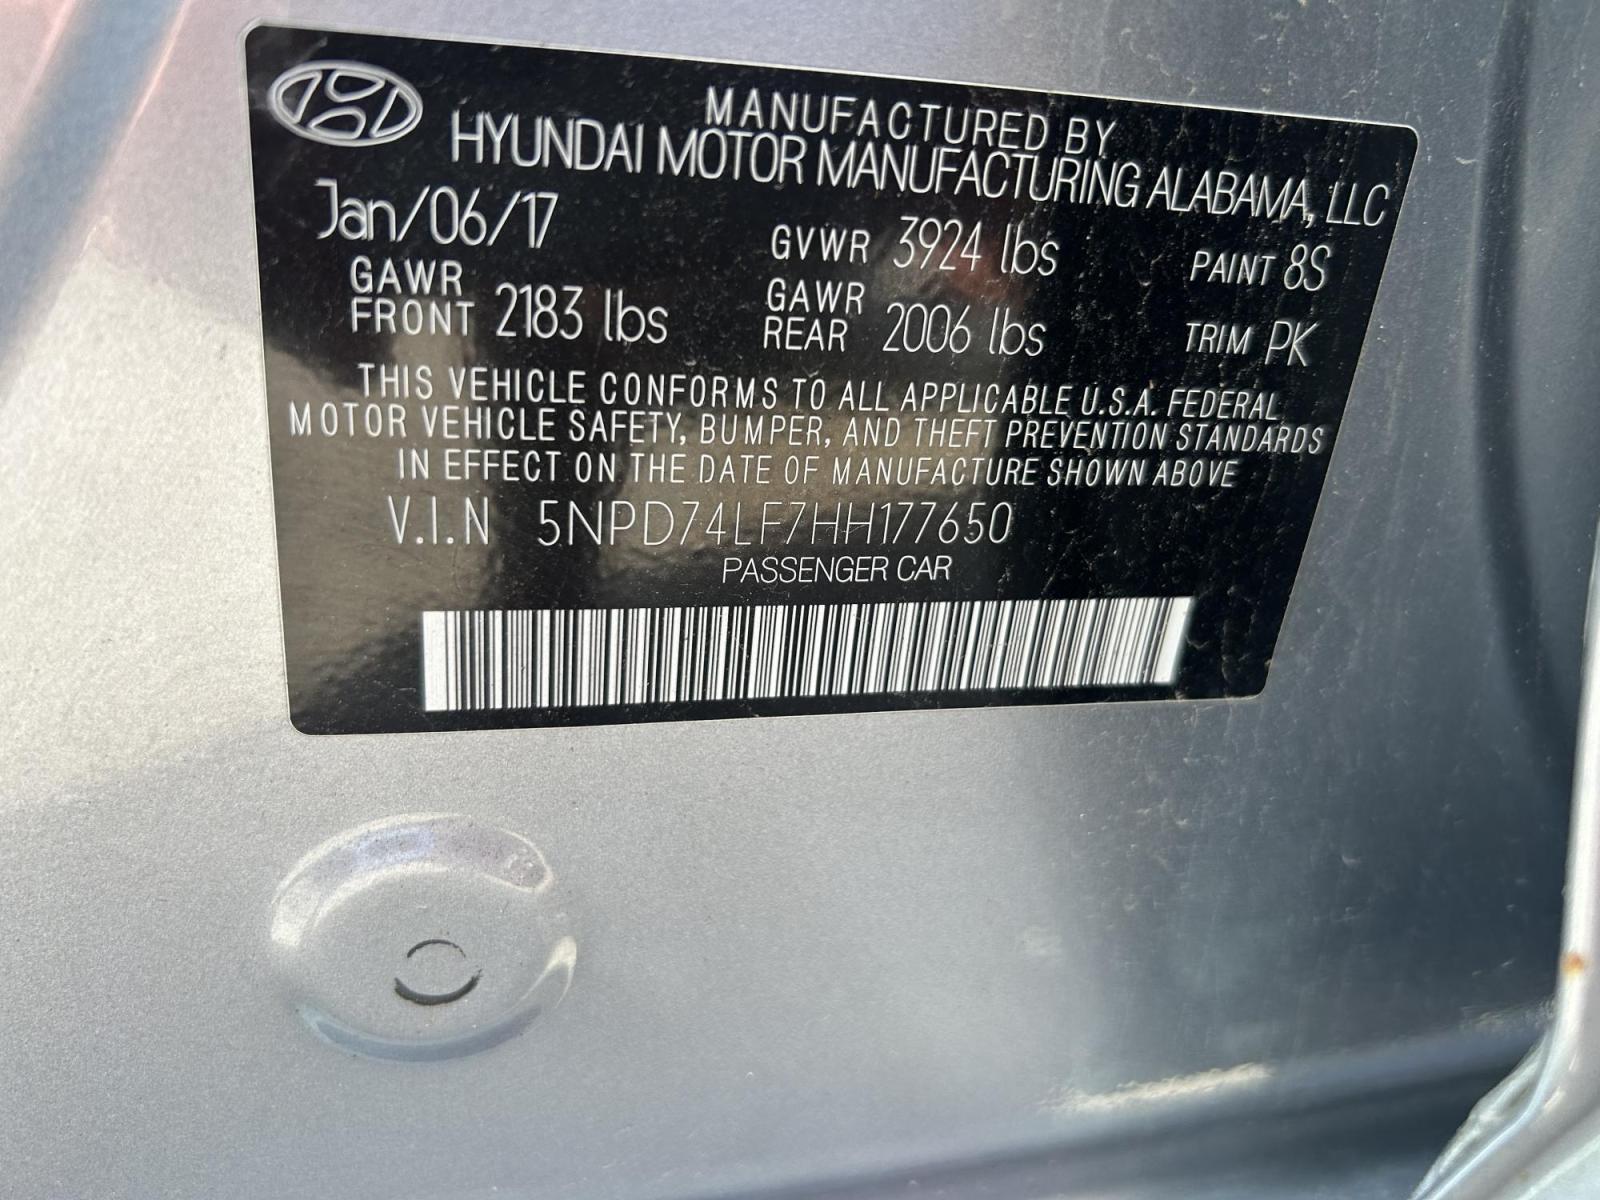 MANUFACTURED BY
HYUNDAI MOTOR MANUFACTURING ALABAMA, LLC
Jan/06/17 GVWR 3924 lbs PAINT 8S
GAWR FRONT 2183 lbs GAWR REAR 2006 lbs TRIM PK
THIS VEHICLE CONFORMS TO ALL APPLICABLE U.S.A. FEDERAL
MOTOR VEHICLE SAFETY, BUMPER, AND THEFT PREVENTION STANDARDS
IN EFFECT ON THE DATE OF MANUFACTURE SHOWN ABOVE
V.I.N 5NPD74LF7HH177650
PASSENGER CAR